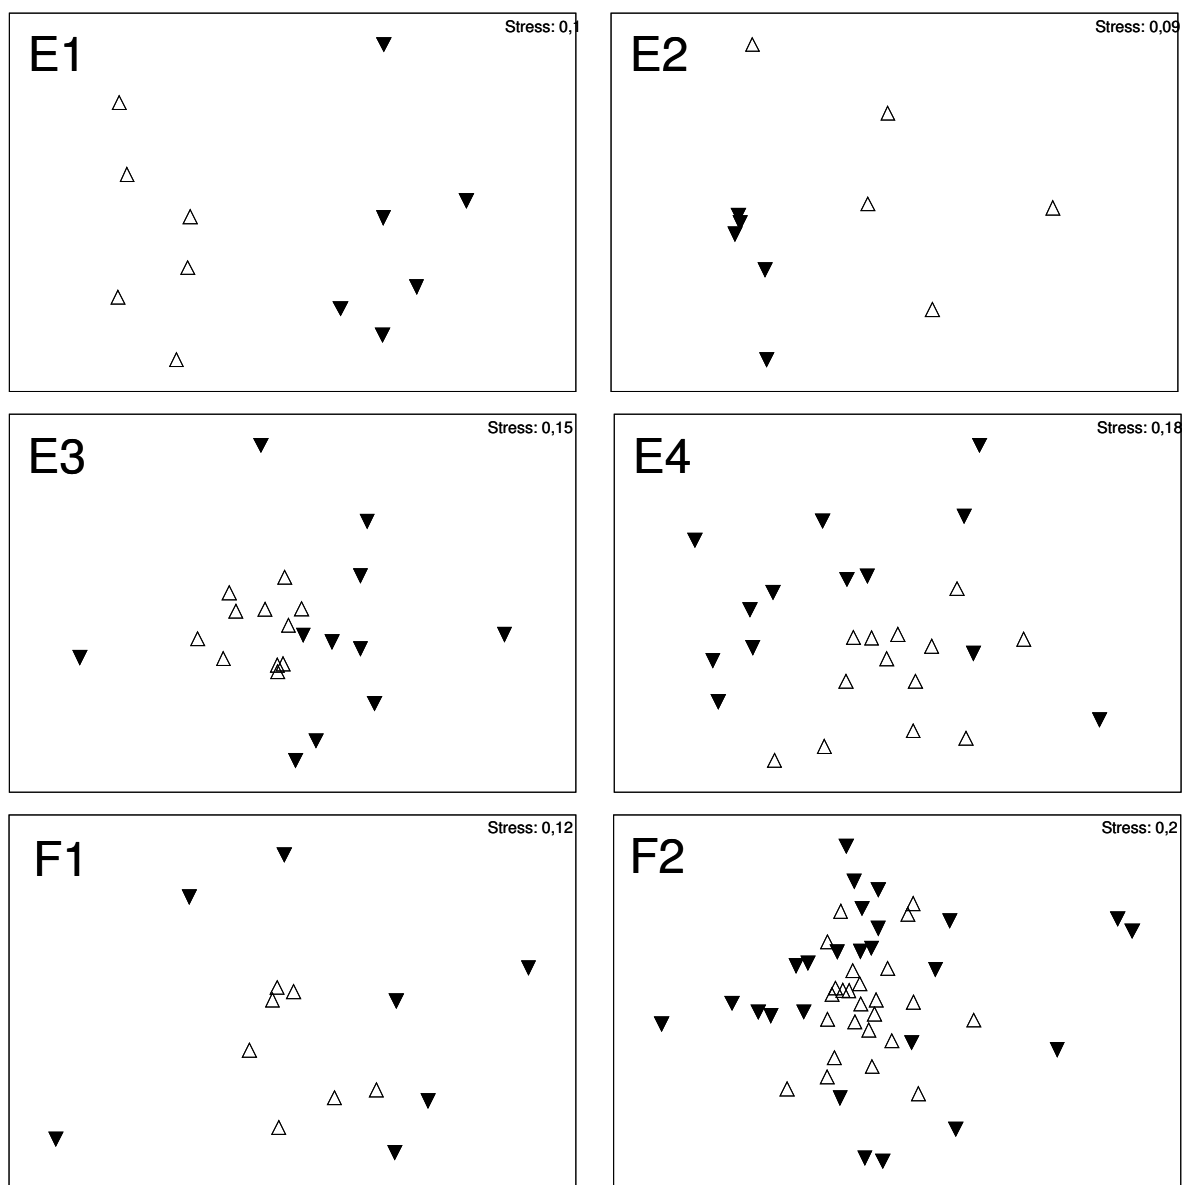 E1
Stress: 0,1
E2
Stress: 0,09
E3
Stress: 0,15
E4
Stress: 0,18
F1
Stress: 0,12
F2
Stress: 0,2